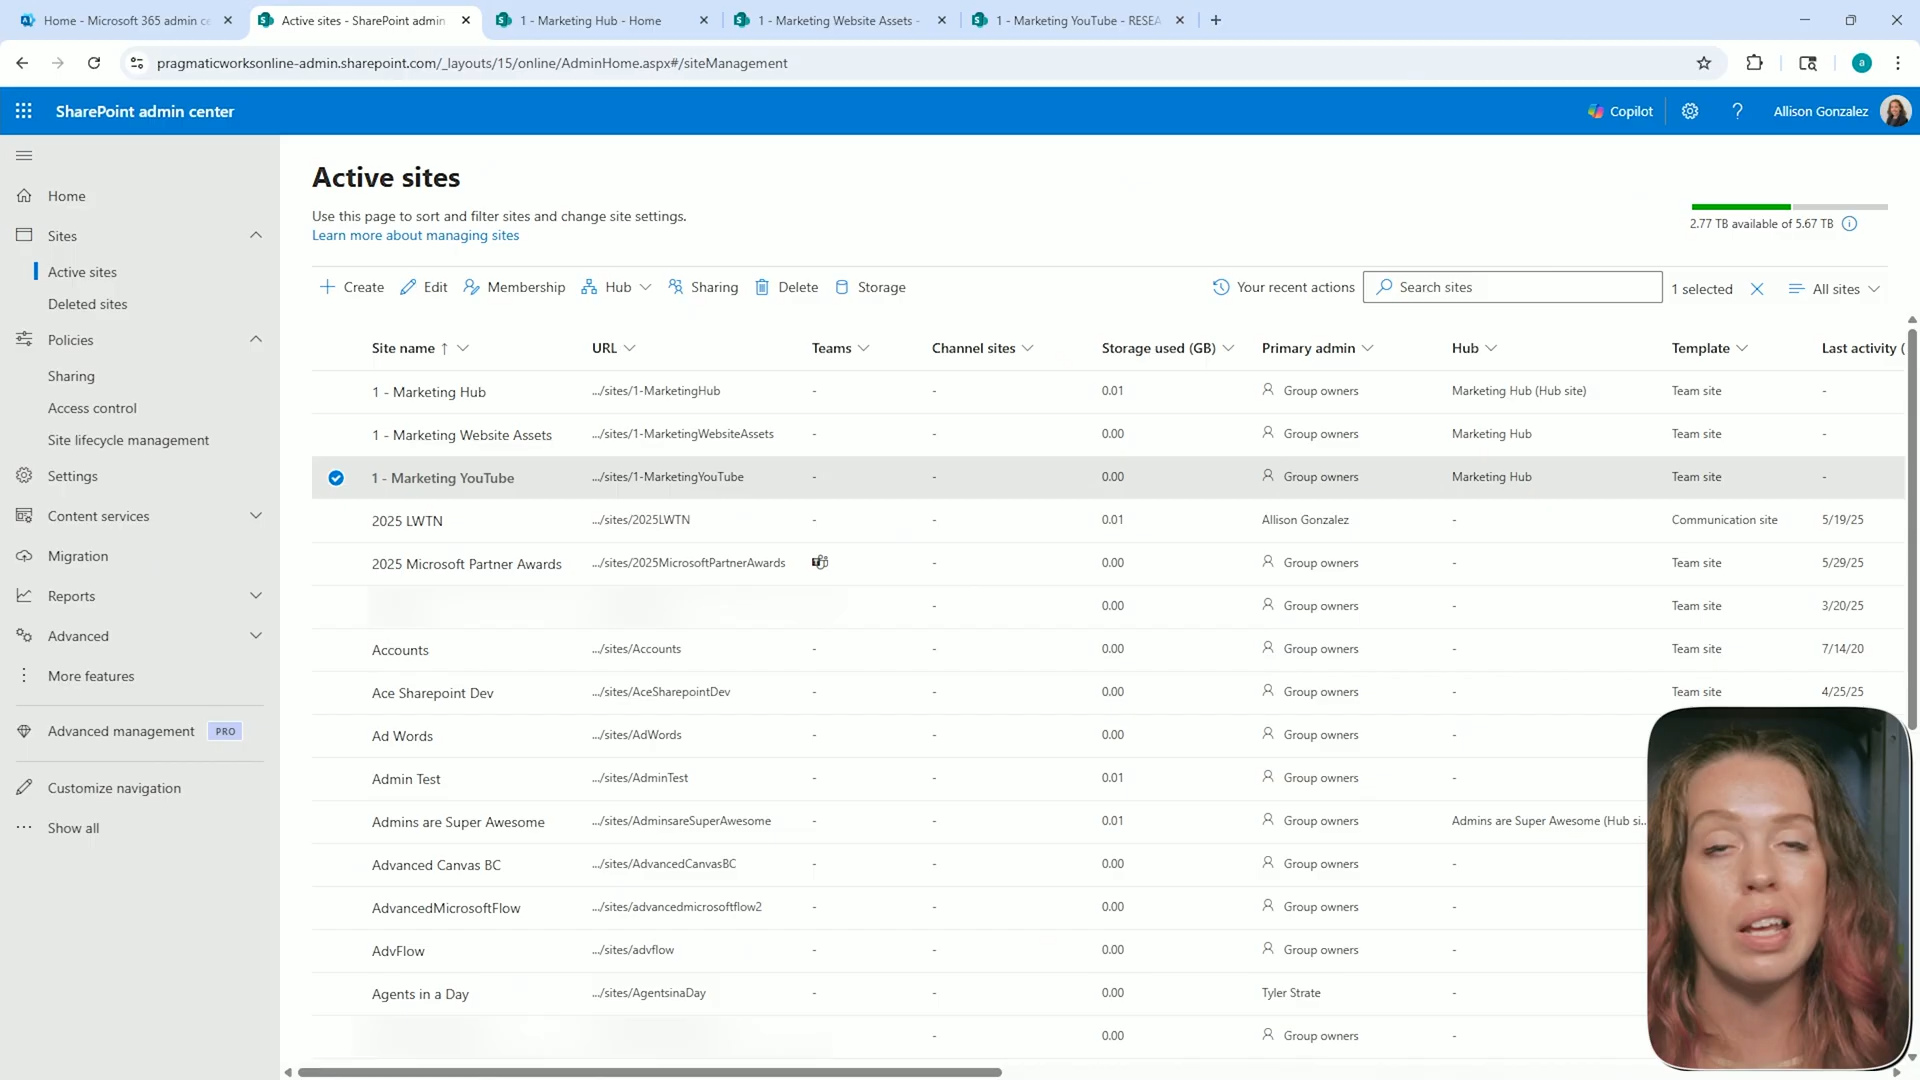 Home - Microsoft 365 admin ce
Active sites - SharePoint admin
1 - Marketing Hub - Home
1 - Marketing Website Assets -
1 - Marketing YouTube - RESEA
pragmaticworksonline-admin.sharepoint.com/_layouts/15/online/AdminHome.aspx#/siteManagement
a
SharePoint admin center
Copilot
Allison Gonzalez
Home
Sites
Active sites
Deleted sites
Policies
Sharing
Access control
Site lifecycle management
Settings
Content services
Migration
Reports
Advanced
More features
Advanced management PRO
Customize navigation
Show all
Active sites
Use this page to sort and filter sites and change site settings.
Learn more about managing sites
2.77 TB available of 5.67 TB
Create Edit Membership Hub Sharing Delete Storage Your recent actions Search sites 1 selected All sites
Site name ↑ URL Teams Channel sites Storage used (GB) Primary admin Hub Template Last activity (
1 - Marketing Hub .../sites/1-MarketingHub - - 0.01 Group owners Marketing Hub (Hub site) Team site -
1 - Marketing Website Assets .../sites/1-MarketingWebsiteAssets - - 0.00 Group owners Marketing Hub Team site -
1 - Marketing YouTube .../sites/1-MarketingYouTube - - 0.00 Group owners Marketing Hub Team site -
2025 LWTN .../sites/2025LWTN - - 0.01 Allison Gonzalez - Communication site 5/19/25
2025 Microsoft Partner Awards .../sites/2025MicrosoftPartnerAwards - 0.00 Group owners - Team site 5/29/25
- 0.00 Group owners - Team site 3/20/25
Accounts .../sites/Accounts - - 0.00 Group owners - Team site 7/14/20
Ace Sharepoint Dev .../sites/AceSharepointDev - - 0.00 Group owners - Team site 4/25/25
Ad Words .../sites/AdWords - - 0.00 Group owners -
Admin Test .../sites/AdminTest - - 0.01 Group owners -
Admins are Super Awesome .../sites/AdminsareSuperAwesome - - 0.01 Group owners Admins are Super Awesome (Hub si...
Advanced Canvas BC .../sites/AdvancedCanvasBC - - 0.00 Group owners -
AdvancedMicrosoftFlow .../sites/advancedmicrosoftflow2 - - 0.00 Group owners -
AdvFlow .../sites/advflow - - 0.00 Group owners -
Agents in a Day .../sites/AgentsinaDay - - 0.00 Tyler Strate -
- 0.00 Group owners -